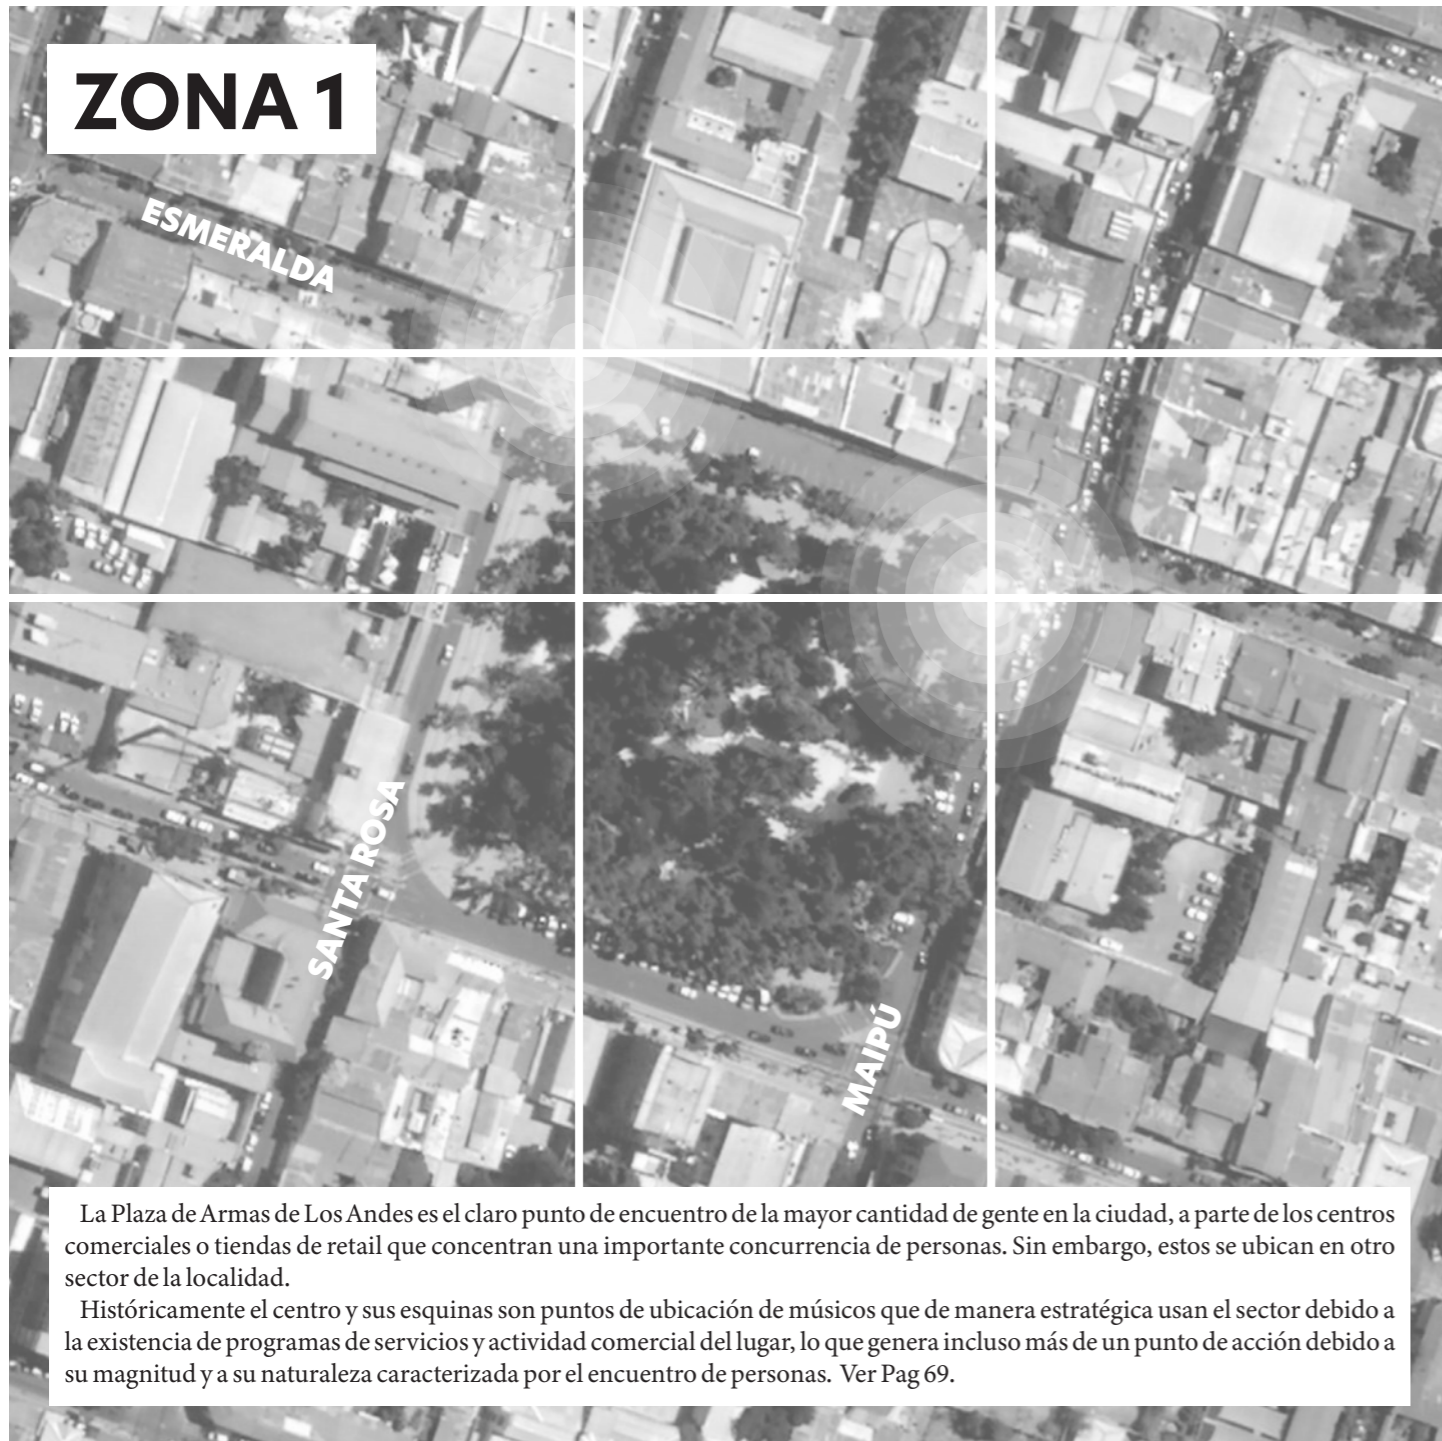 ZONA 1
ESMERALDA
SANTA ROSA
MAIPÚ
La Plaza de Armas de Los Andes es el claro punto de encuentro de la mayor cantidad de gente en la ciudad, a parte de los centros
comerciales o tiendas de retail que concentran una importante concurrencia de personas. Sin embargo, estos se ubican en otro
sector de la localidad.
Históricamente el centro y sus esquinas son puntos de ubicación de músicos que de manera estratégica usan el sector debido a
la existencia de programas de servicios y actividad comercial del lugar, lo que genera incluso más de un punto de acción debido a
su magnitud y a su naturaleza caracterizada por el encuentro de personas. Ver Pag 69.